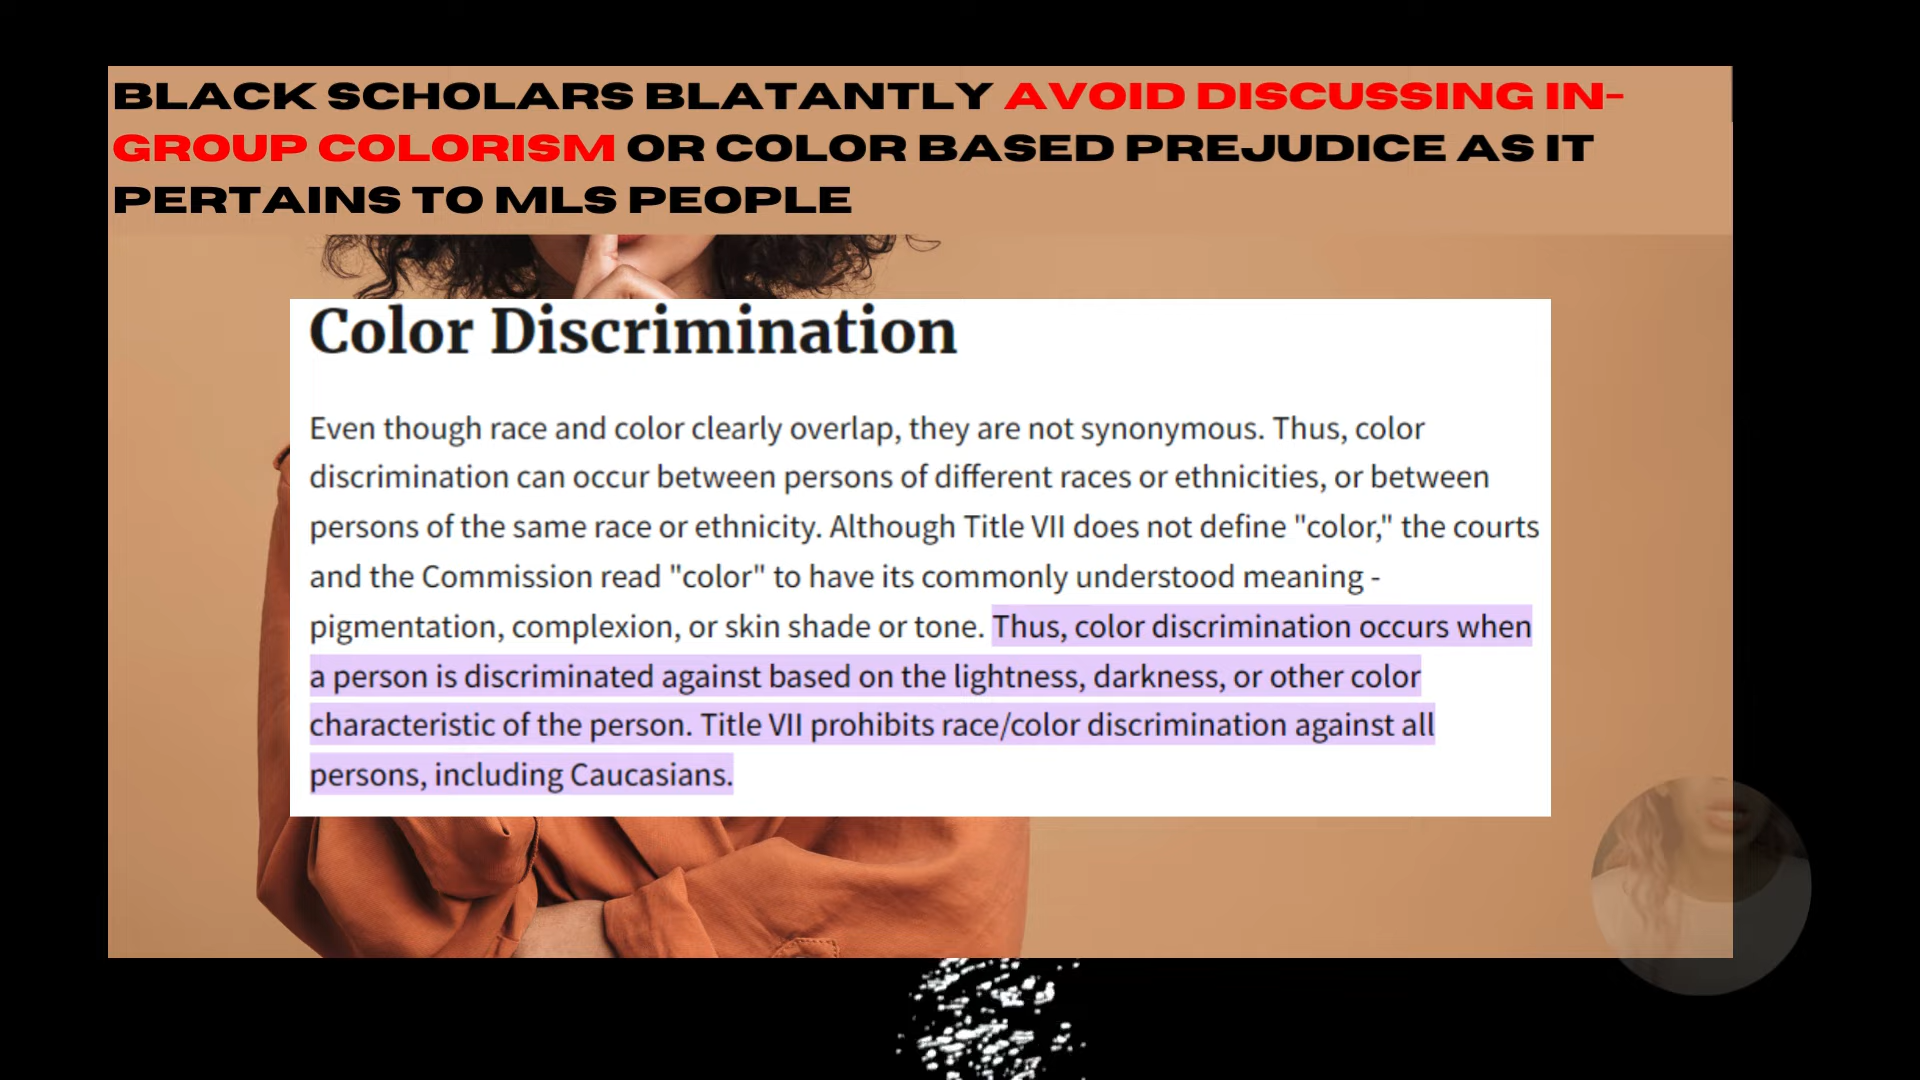 BLACK SCHOLARS BLATANTLY AVOID DISCUSSING IN-
GROUP COLORISM OR COLOR BASED PREJUDICE AS IT
PERTAINS TO MLS PEOPLE
Color Discrimination
Even though race and color clearly overlap, they are not synonymous. Thus, color
discrimination can occur between persons of different races or ethnicities, or between
persons of the same race or ethnicity. Although Title VII does not define "color," the courts
and the Commission read "color" to have its commonly understood meaning -
pigmentation, complexion, or skin shade or tone. Thus, color discrimination occurs when
a person is discriminated against based on the lightness, darkness, or other color
characteristic of the person. Title VII prohibits race/color discrimination against all
persons, including Caucasians.